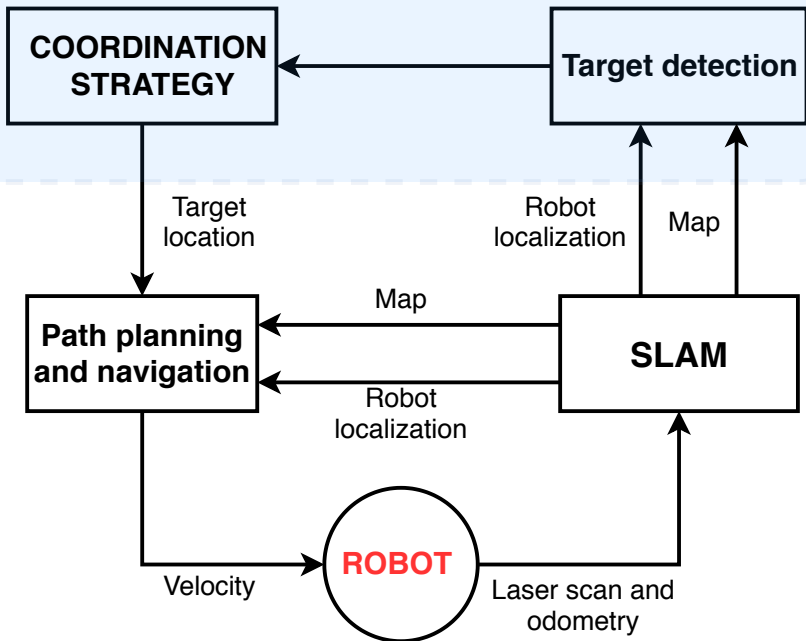 COORDINATION
STRATEGY
Target detection
Target
location
Robot
localization
Map
Map
Path planning
and navigation
SLAM
Robot
localization
ROBOT
Velocity
Laser scan and
odometry